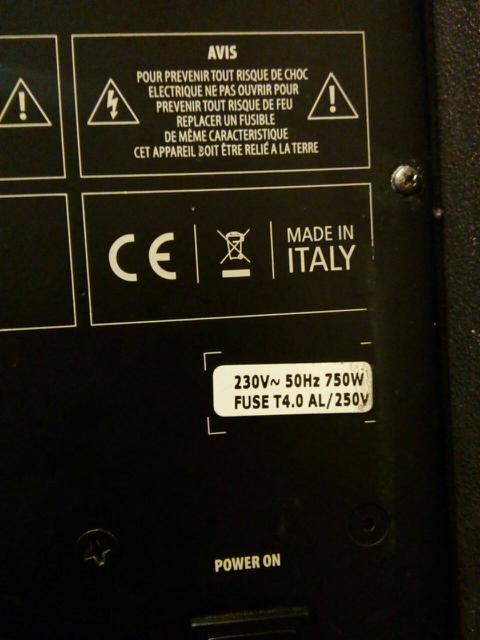 AVIS
POUR PREVENIR TOUT RISQUE DE CHOC
ELECTRIQUE NE PAS OUVRIR POUR
PREVENIR TOUT RISQUE DE FEU
REPLACER UN FUSIBLE
DE MÊME CARACTERISTIQUE
CET APPAREIL DOIT ÊTRE RELIÉ A LA TERRE
CE
MADE IN
ITALY
230V~ 50Hz 750W
FUSE T4.0 AL/250V
POWER ON